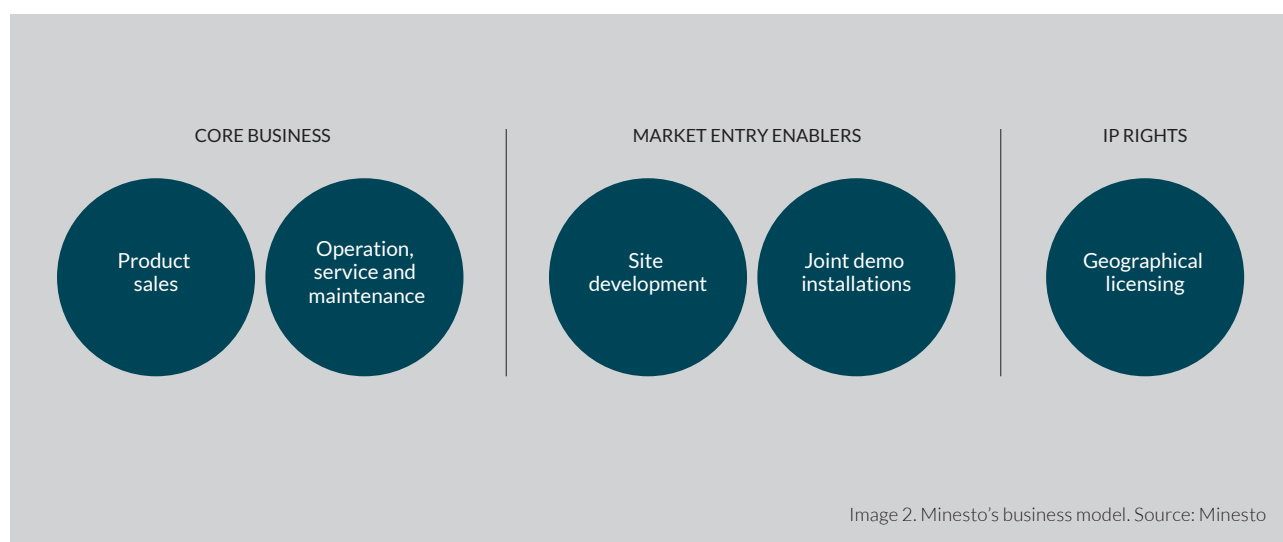 CORE BUSINESS
Product
sales
Operation,
service and
maintenance
MARKET ENTRY ENABLERS
Site
development
Joint demo
installations
IP RIGHTS
Geographical
licensing
Image 2. Minesto’s business model. Source: Minesto